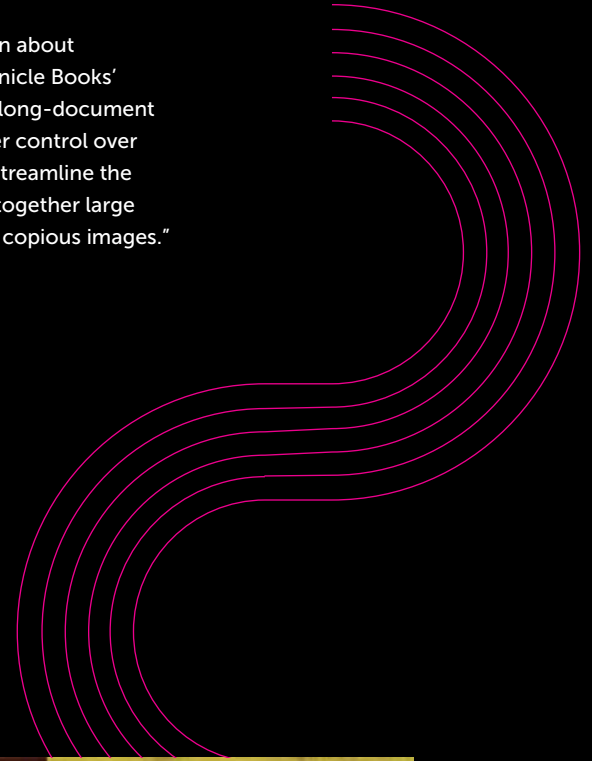 n about
nicle Books’
long-document
er control over
treamline the
together large
copious images.”